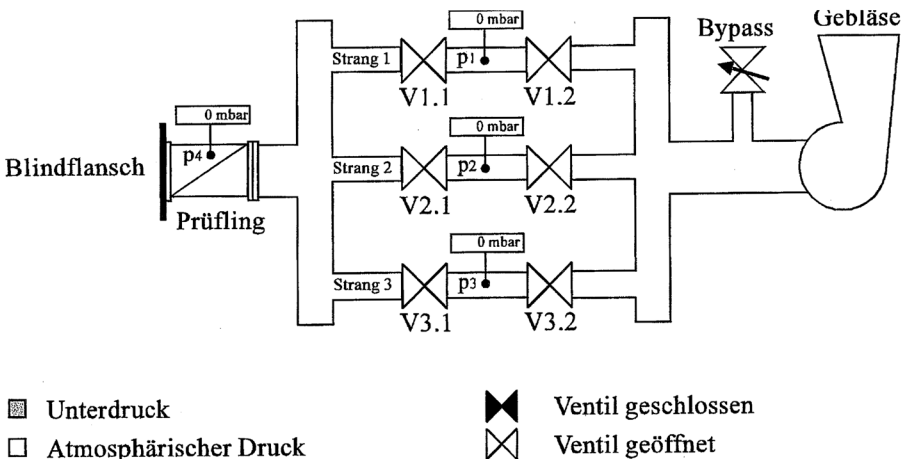 Gebläse
Bypass
0 mbar
Strang 1
p1
V1.1
V1.2
0 mbar
p4
Blindflansch
Prüfling
0 mbar
Strang 2
p2
V2.1
V2.2
0 mbar
Strang 3
p3
V3.1
V3.2
Unterdruck
Ventil geschlossen
Atmosphärischer Druck
Ventil geöffnet